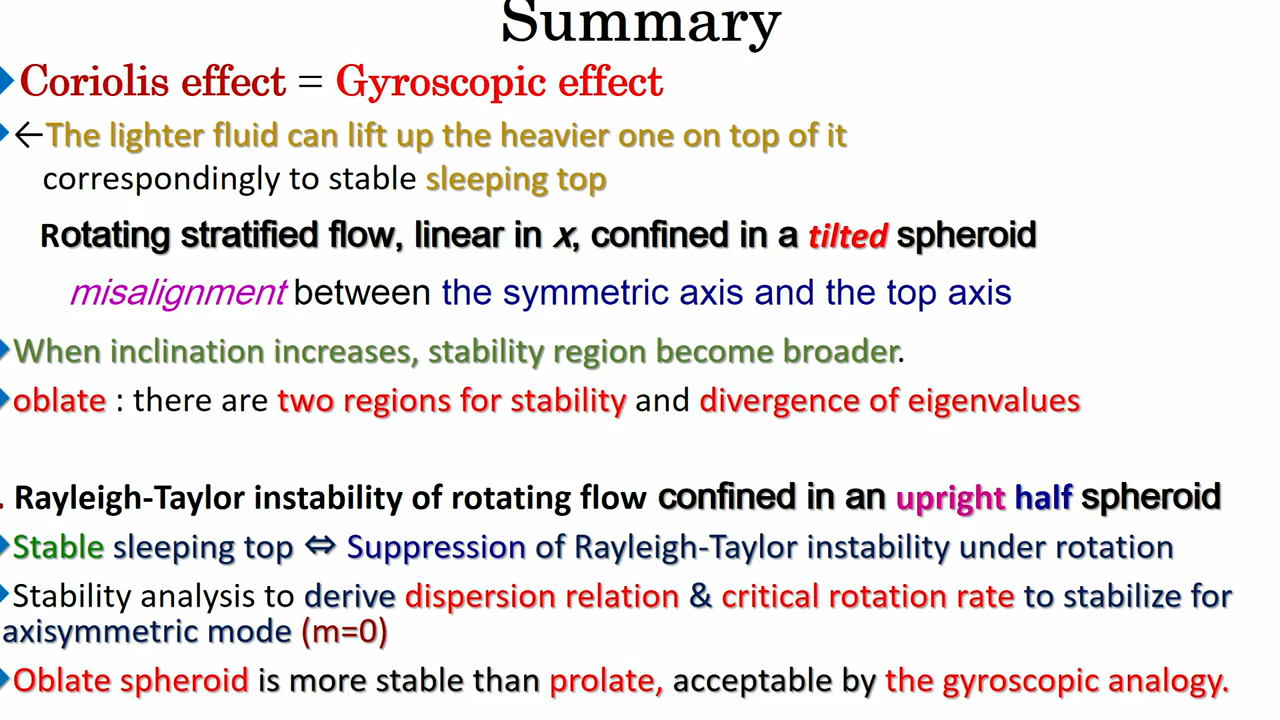 Summary
Coriolis effect = Gyroscopic effect
←The lighter fluid can lift up the heavier one on top of it
correspondingly to stable sleeping top
Rotating stratified flow, linear in x, confined in a tilted spheroid
misalignment between the symmetric axis and the top axis
When inclination increases, stability region become broader.
oblate : there are two regions for stability and divergence of eigenvalues
. Rayleigh-Taylor instability of rotating flow confined in an upright half spheroid
Stable sleeping top ⇔ Suppression of Rayleigh-Taylor instability under rotation
Stability analysis to derive dispersion relation & critical rotation rate to stabilize for
axisymmetric mode (m=0)
Oblate spheroid is more stable than prolate, acceptable by the gyroscopic analogy.